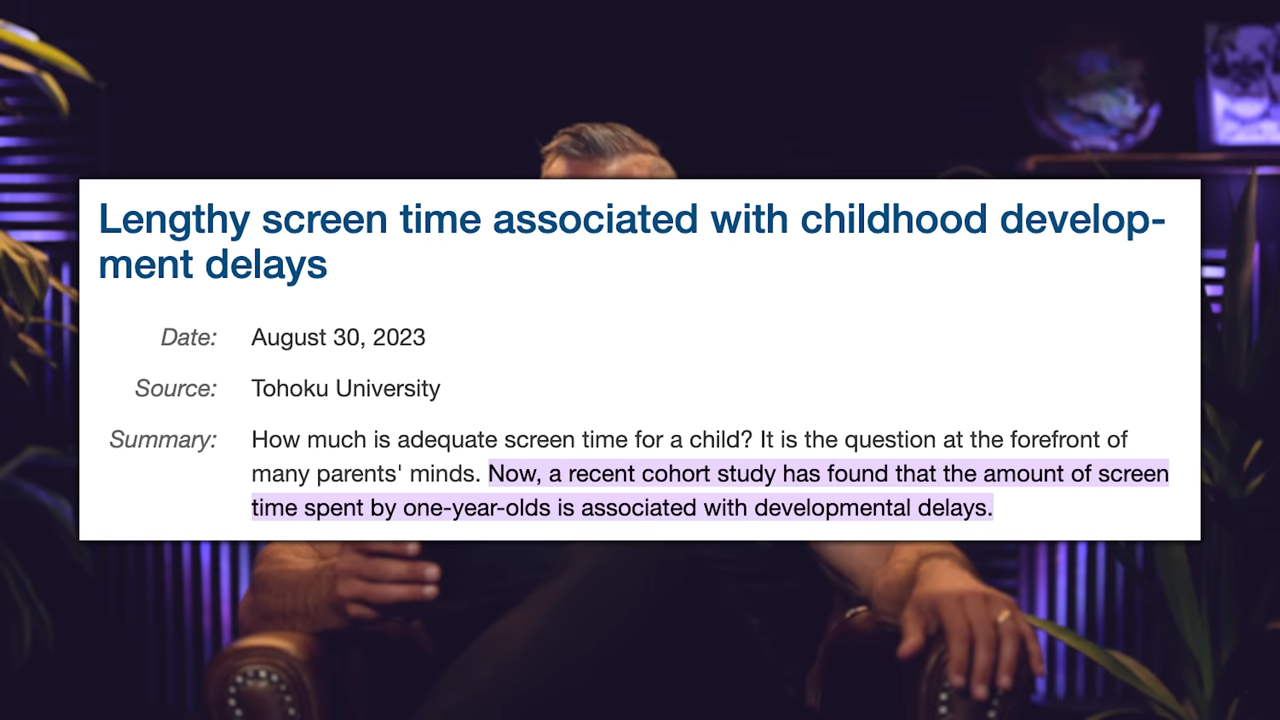 Lengthy screen time associated with childhood develop-
ment delays
Date: August 30, 2023
Source: Tohoku University
Summary: How much is adequate screen time for a child? It is the question at the forefront of
many parents' minds. Now, a recent cohort study has found that the amount of screen
time spent by one-year-olds is associated with developmental delays.